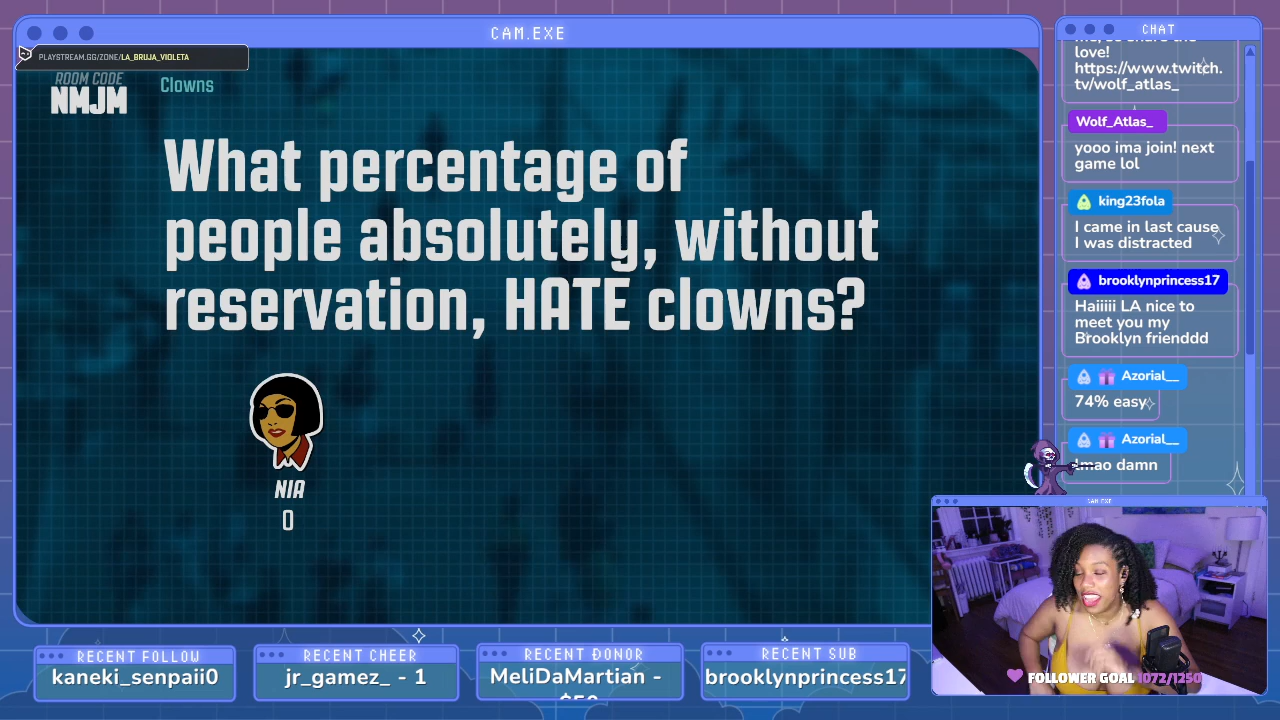 CAM.EXE
PLAYSTREAM.GG/ZONE/LA_BRUJA_VIOLETA
ROOM CODE
NMJM
Clowns
What percentage of
people absolutely, without
reservation, HATE clowns?
NIA
0
CHAT
love!
https://www.twitch.
tv/wolf_atlas_
Wolf_Atlas_
yooo ima join! next
game lol
king23fola
I came in last cause
I was distracted
brooklynprincess17
Haiiiii LA nice to
meet you my
Brooklyn frienddd
Azorial__
74% easy
Azorial__
lmao damn
CAM.EXE
FOLLOWER GOAL 1072/1250
RECENT FOLLOW
kaneki_senpaii0
RECENT CHEER
jr_gamez_ - 1
RECENT DONOR
MeliDaMartian -
RECENT SUB
brooklynprincess17